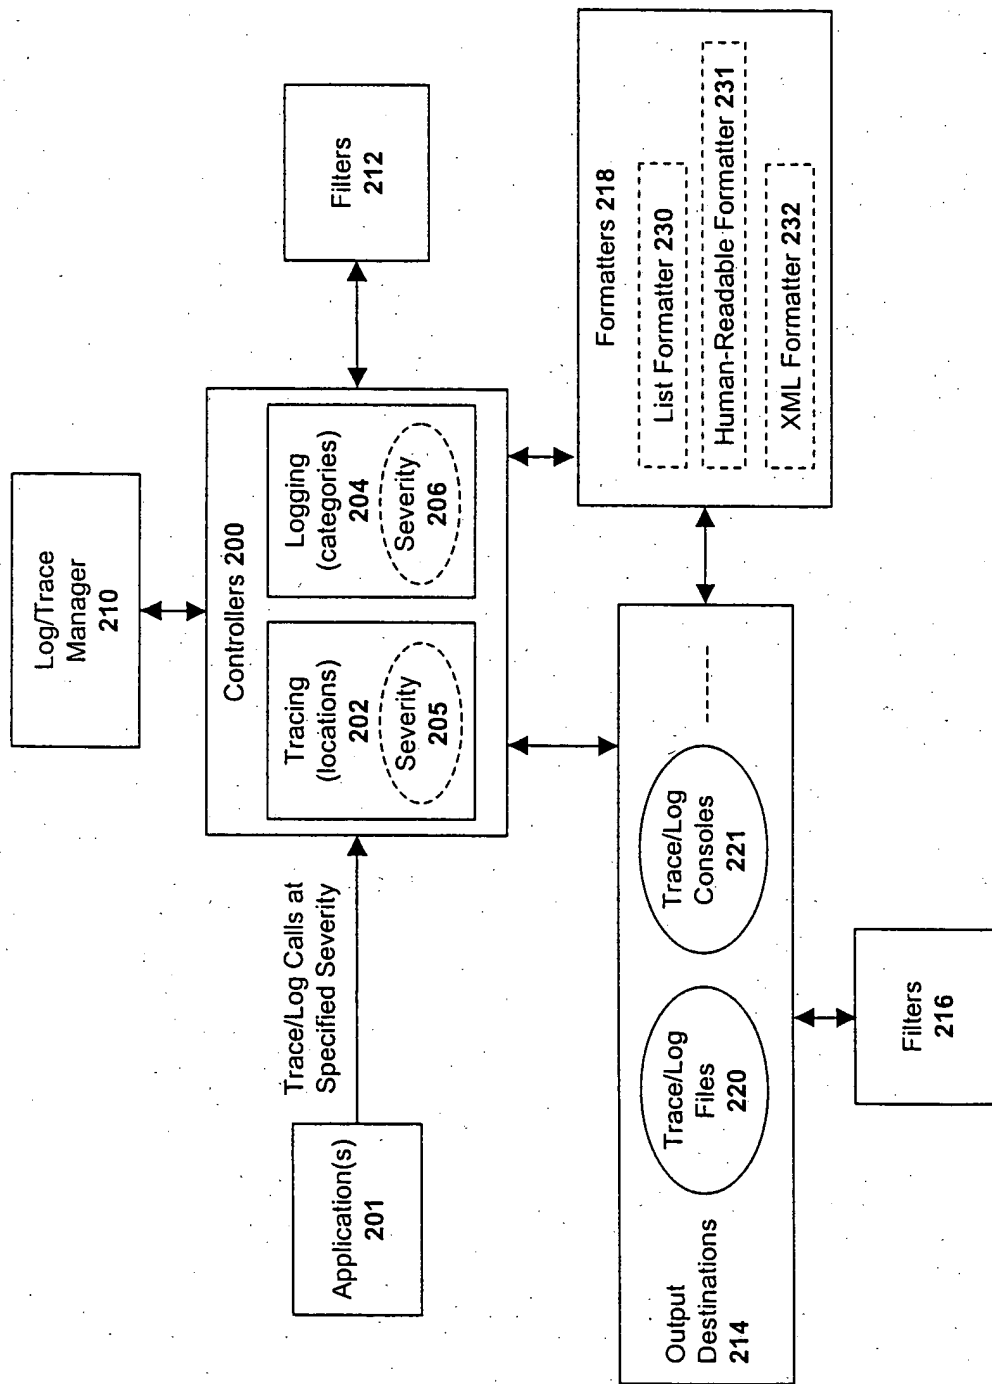 Log/Trace
Manager
210
Controllers 200
Tracing
(locations)
202
Severity
205
Logging
(categories)
204
Severity
206
Filters
212
Trace/Log Calls at
Specified Severity
Application(s)
201
Output
Destinations
214
Trace/Log
Files
220
Trace/Log
Consoles
221
Filters
216
Formatters 218
List Formatter 230
Human-Readable Formatter 231
XML Formatter 232